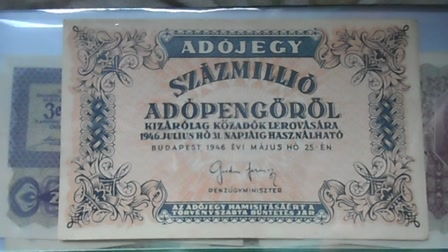 ADÓJEGY
SZÁZMILLIÓ
ADÓPENGŐRŐL
KIZÁRÓLAG KÖZADÓK LEROVÁSÁRA
1946 JULIUS HÓ 31. NAPJÁIG HASZNÁLHATÓ
BUDAPEST 1946 ÉVI MÁJUS HÓ 25-ÉN.
PENZÜGYMINISZTER
AZ ADÓJEGY HAMISITÁSÁÉRT A
TÖRVÉNYSZABTA BÜNTETÉS JÁR